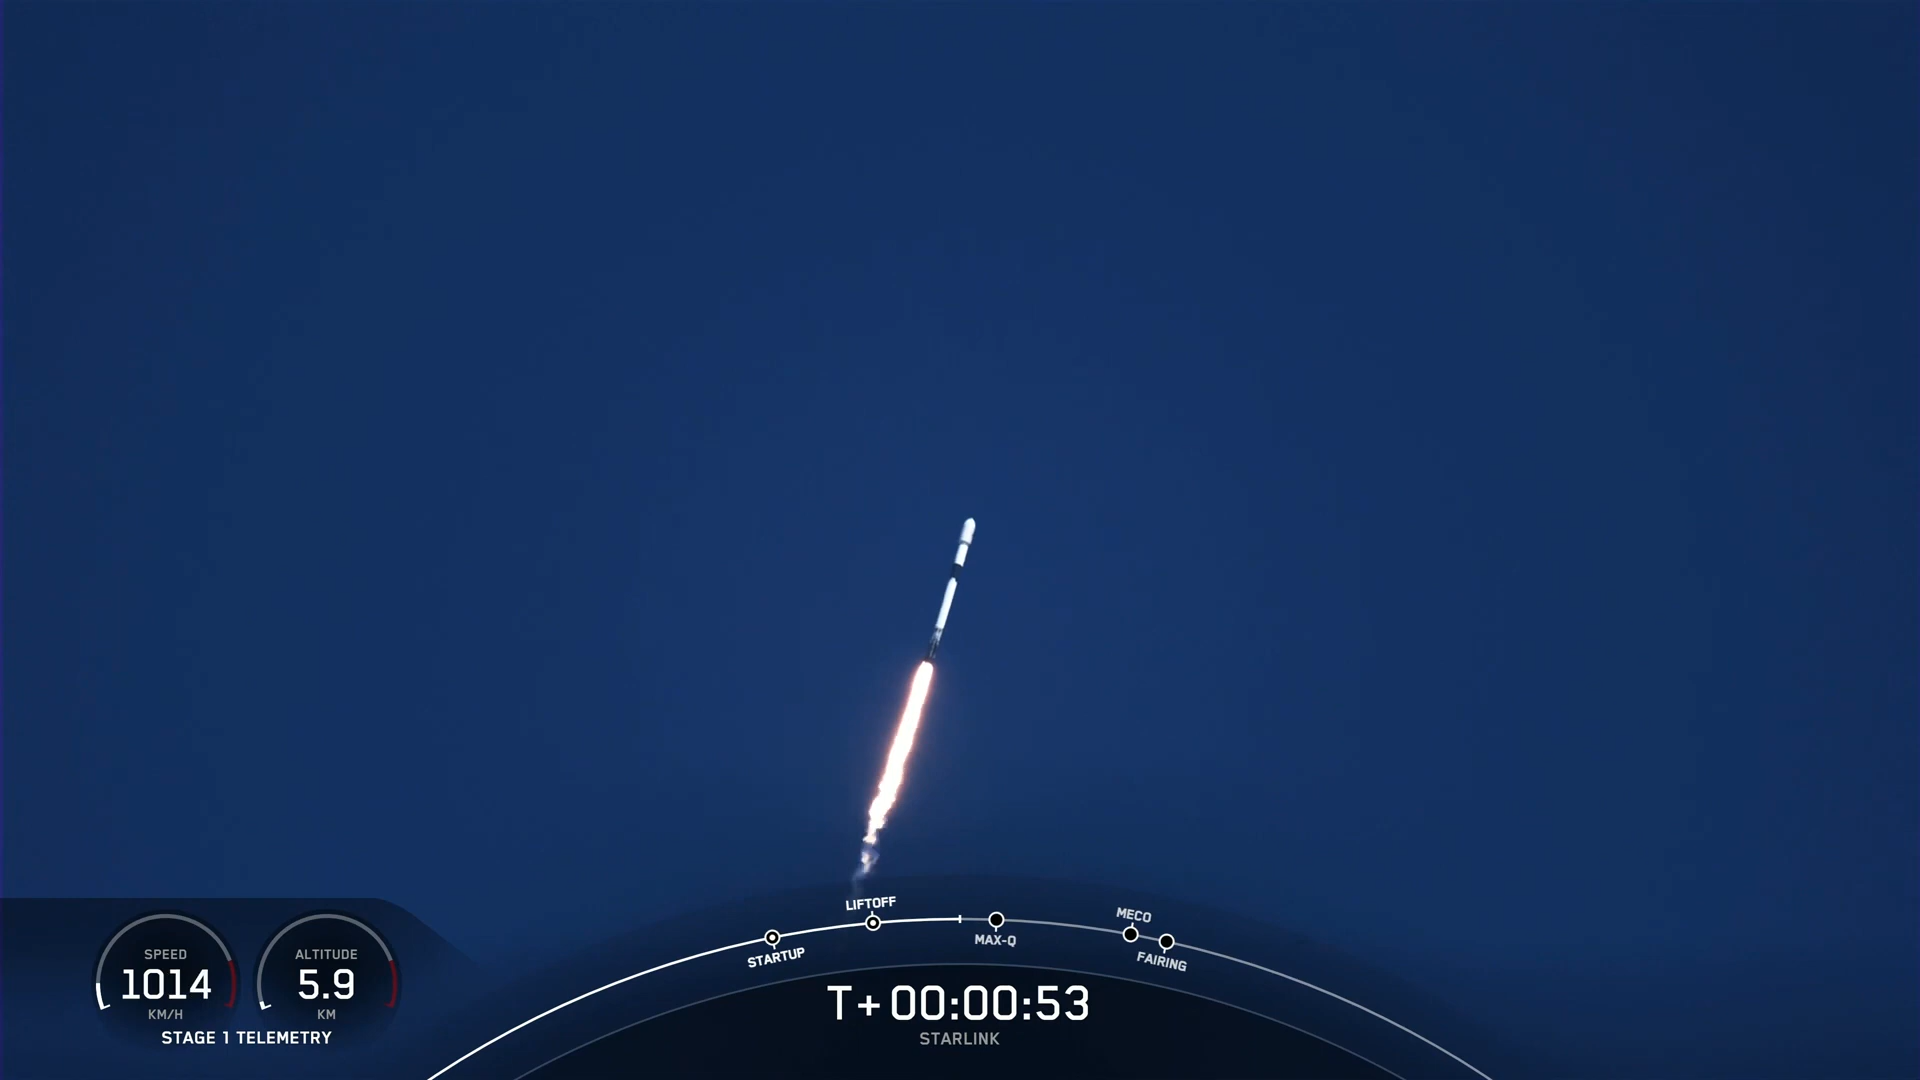 LIFTOFF
MECO
STARTUP
MAX-Q
FAIRING
SPEED
1014
KM/H
ALTITUDE
5.9
KM
STAGE 1 TELEMETRY
T+00:00:53
STARLINK